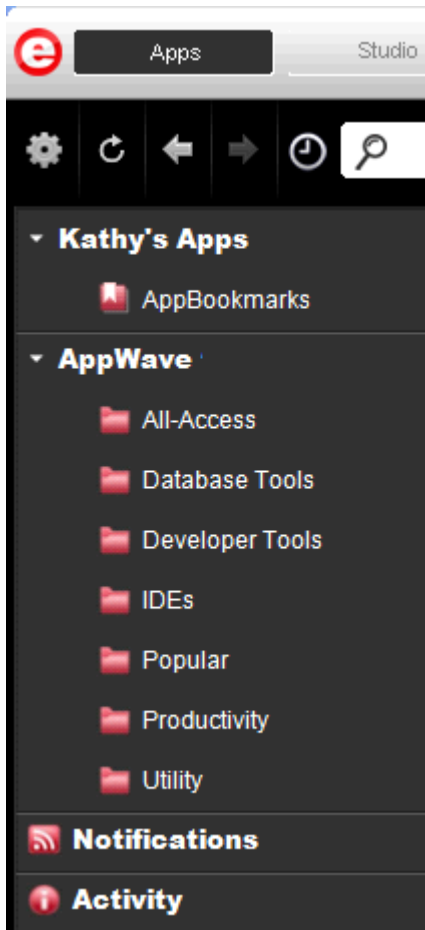 Apps Studio
Kathy's Apps
AppBookmarks
AppWave
All-Access
Database Tools
Developer Tools
IDEs
Popular
Productivity
Utility
Notifications
Activity